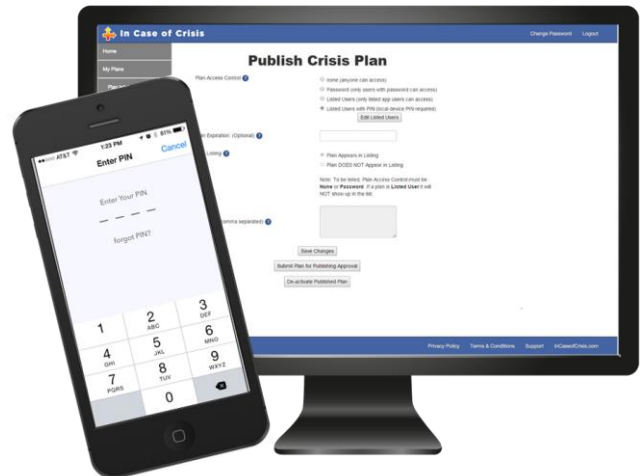 In Case of Crisis
Change Password Logout
Home
My Plans
Publish Crisis Plan
Plan Access Control ?
None (anyone can access)
Password (only users with password can access)
Listed Users (only listed app users can access)
Listed Users with PIN (local device PIN required)
Edit Listed Users
Expiration: (Optional) ?
Listing ?
Plan Appears in Listing
Plan DOES NOT Appear in Listing
Note: To be listed, Plan Access Control must be
None or Password. If a plan is Listed User it will
NOT show up in the list.
comma separated) ?
Save Changes
Submit Plan for Publishing Approval
De-activate Published Plan
Privacy Policy Terms & Conditions Support InCaseofCrisis.com
AT&T 1:23 PM 81%
Enter PIN Cancel
Enter Your PIN
forgot PIN?
1 2 ABC 3 DEF
4 GHI 5 JKL 6 MNO
7 PQRS 8 TUV 9 WXYZ
0